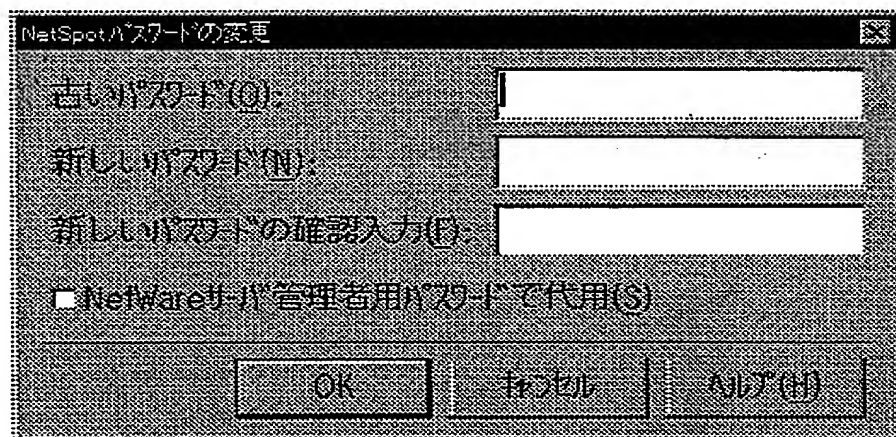 NetSpotﾊﾟｽﾜｰﾄﾞの変更
古いﾊﾟｽﾜｰﾄﾞ(O):
新しいﾊﾟｽﾜｰﾄﾞ(N):
新しいﾊﾟｽﾜｰﾄﾞの確認入力(F):
NetWareｻｰﾊﾞ管理者用ﾊﾟｽﾜｰﾄﾞで代用(S)
OK ｷｬﾝｾﾙ ﾍﾙﾌﾟ(H)